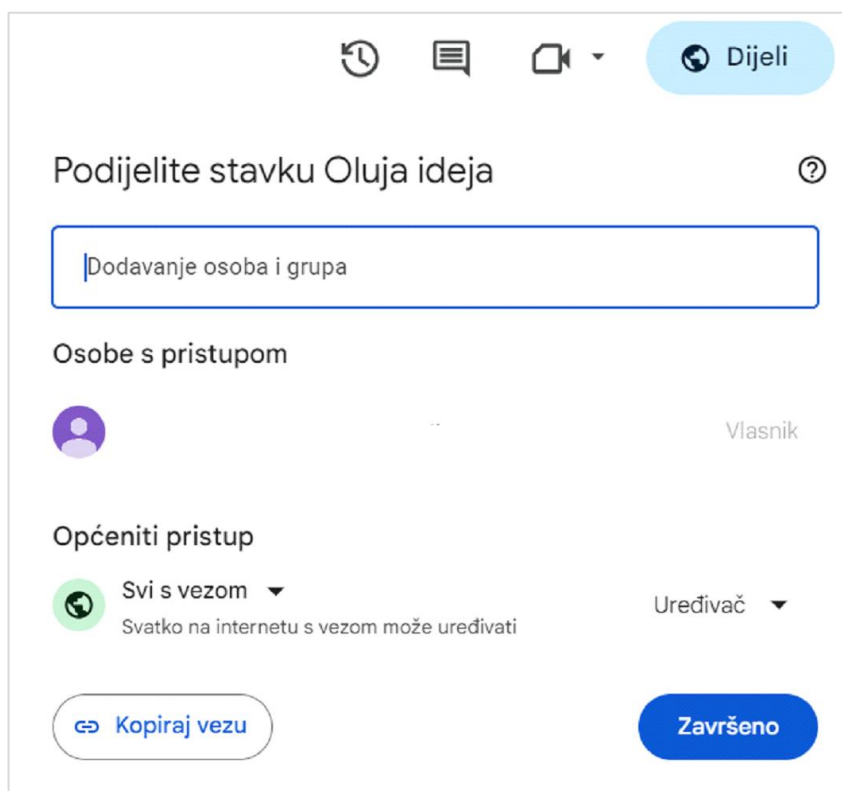 Dijeli
Podijelite stavku Oluja ideja
Dodavanje osoba i grupa
Osobe s pristupom
Vlasnik
Općeniti pristup
Svi s vezom
Uređivač
Svatko na internetu s vezom može uređivati
Kopiraj vezu
Završeno